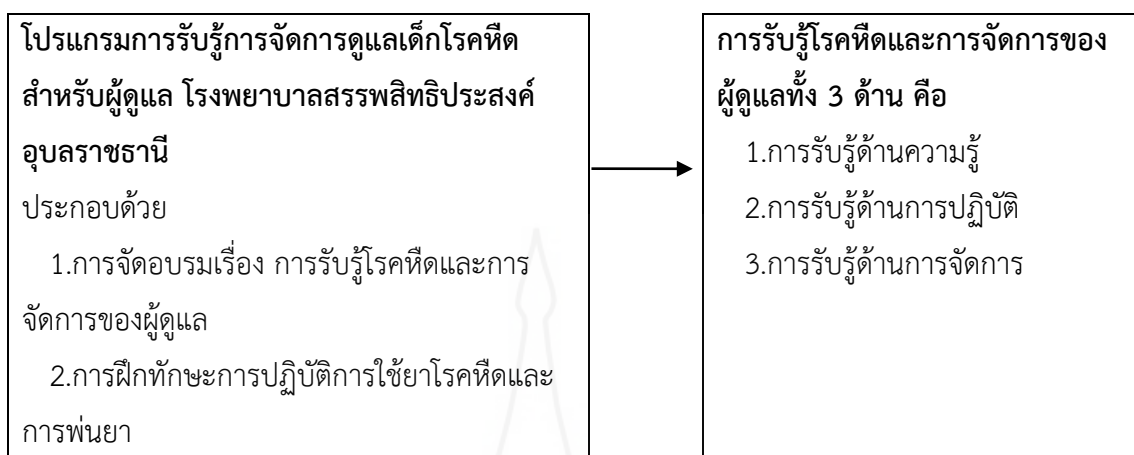 โปรแกรมการรับรู้การจัดการดูแลเด็กโรคหืด
สำหรับผู้ดูแล โรงพยาบาลสรรพสิทธิประสงค์
อุบลราชธานี
ประกอบด้วย
1.การจัดอบรมเรื่อง การรับรู้โรคหืดและการ
จัดการของผู้ดูแล
2.การฝึกทักษะการปฏิบัติการใช้ยาโรคหืดและ
การพ่นยา
การรับรู้โรคหืดและการจัดการของ
ผู้ดูแลทั้ง 3 ด้าน คือ
1.การรับรู้ด้านความรู้
2.การรับรู้ด้านการปฏิบัติ
3.การรับรู้ด้านการจัดการ